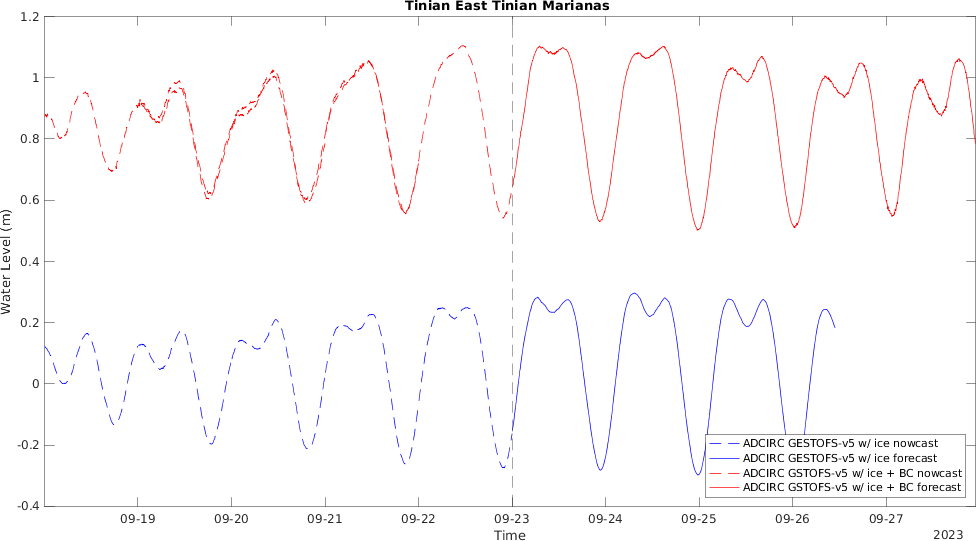 Tinian East Tinian Marianas
1.2
1
0.8
0.6
0.4
0.2
0
-0.2
-0.4
Water Level (m)
ADCIRC GESTOFS-v5 w/ ice nowcast
ADCIRC GESTOFS-v5 w/ ice forecast
ADCIRC GSTOFS-v5 w/ ice + BC nowcast
ADCIRC GSTOFS-v5 w/ ice + BC forecast
09-19 09-20 09-21 09-22 09-23 09-24 09-25 09-26 09-27
Time
2023